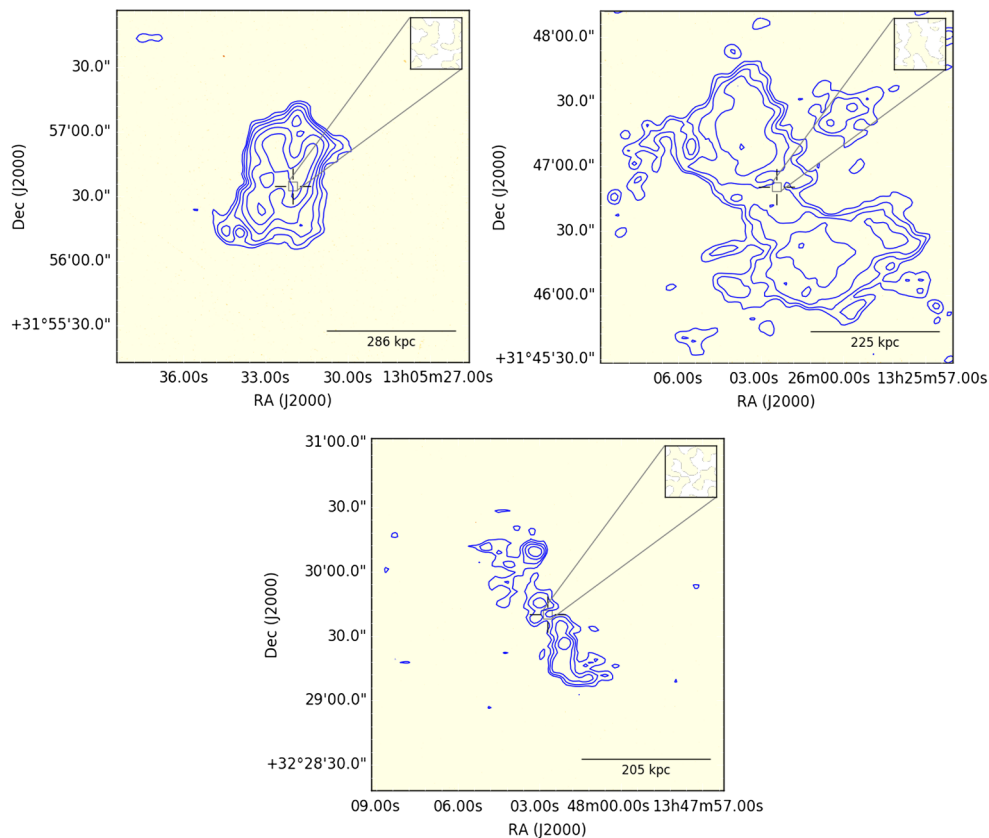 30.0"
57'00.0"
30.0"
56'00.0"
+31°55'30.0"
Dec (J2000)
286 kpc
36.00s 33.00s 30.00s 13h05m27.00s
RA (J2000)
48'00.0"
30.0"
47'00.0"
30.0"
46'00.0"
+31°45'30.0"
Dec (J2000)
225 kpc
06.00s 03.00s 26m00.00s 13h25m57.00s
RA (J2000)
31'00.0"
30.0"
30'00.0"
30.0"
29'00.0"
+32°28'30.0"
Dec (J2000)
205 kpc
09.00s 06.00s 03.00s 48m00.00s 13h47m57.00s
RA (J2000)